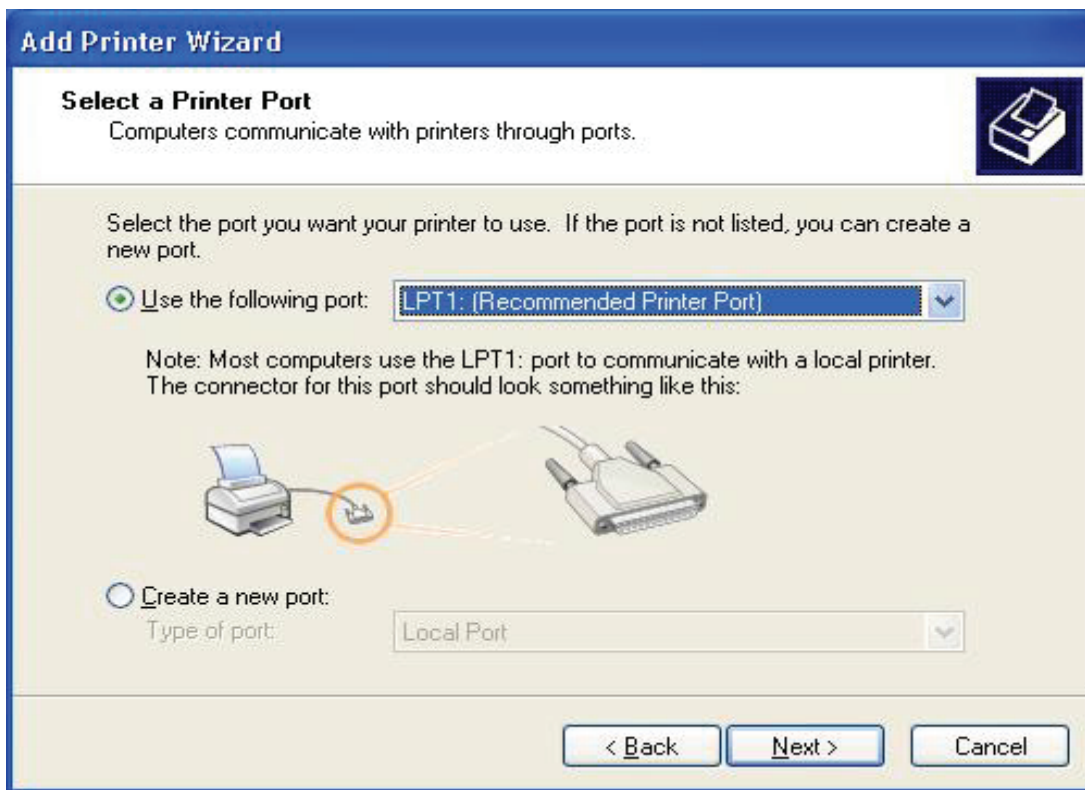 Add Printer Wizard
Select a Printer Port
Computers communicate with printers through ports.
Select the port you want your printer to use. If the port is not listed, you can create a
new port.
Use the following port: LPT1: (Recommended Printer Port)
Note: Most computers use the LPT1: port to communicate with a local printer.
The connector for this port should look something like this:
Create a new port:
Type of port: Local Port
< Back Next > Cancel